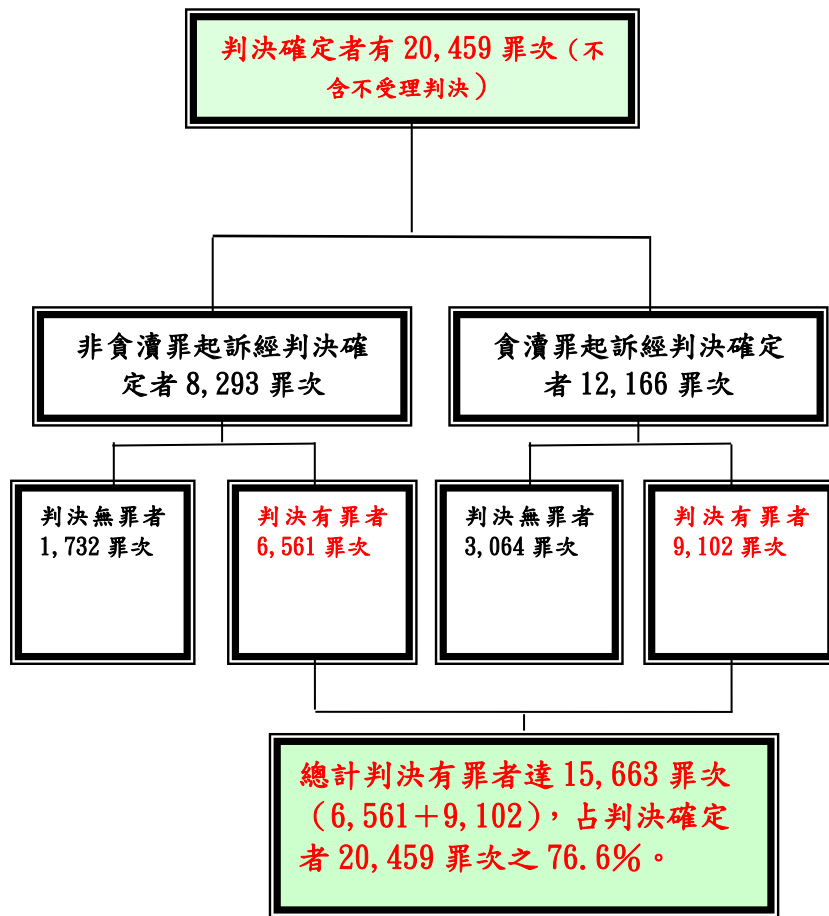 判決確定者有 20,459 罪次（不
含不受理判決）
非貪瀆罪起訴經判決確
定者 8,293 罪次
貪瀆罪起訴經判決確定
者 12,166 罪次
判決無罪者
1,732 罪次
判決有罪者
6,561 罪次
判決無罪者
3,064 罪次
判決有罪者
9,102 罪次
總計判決有罪者達 15,663 罪次
（6,561＋9,102），占判決確定
者 20,459 罪次之 76.6％。